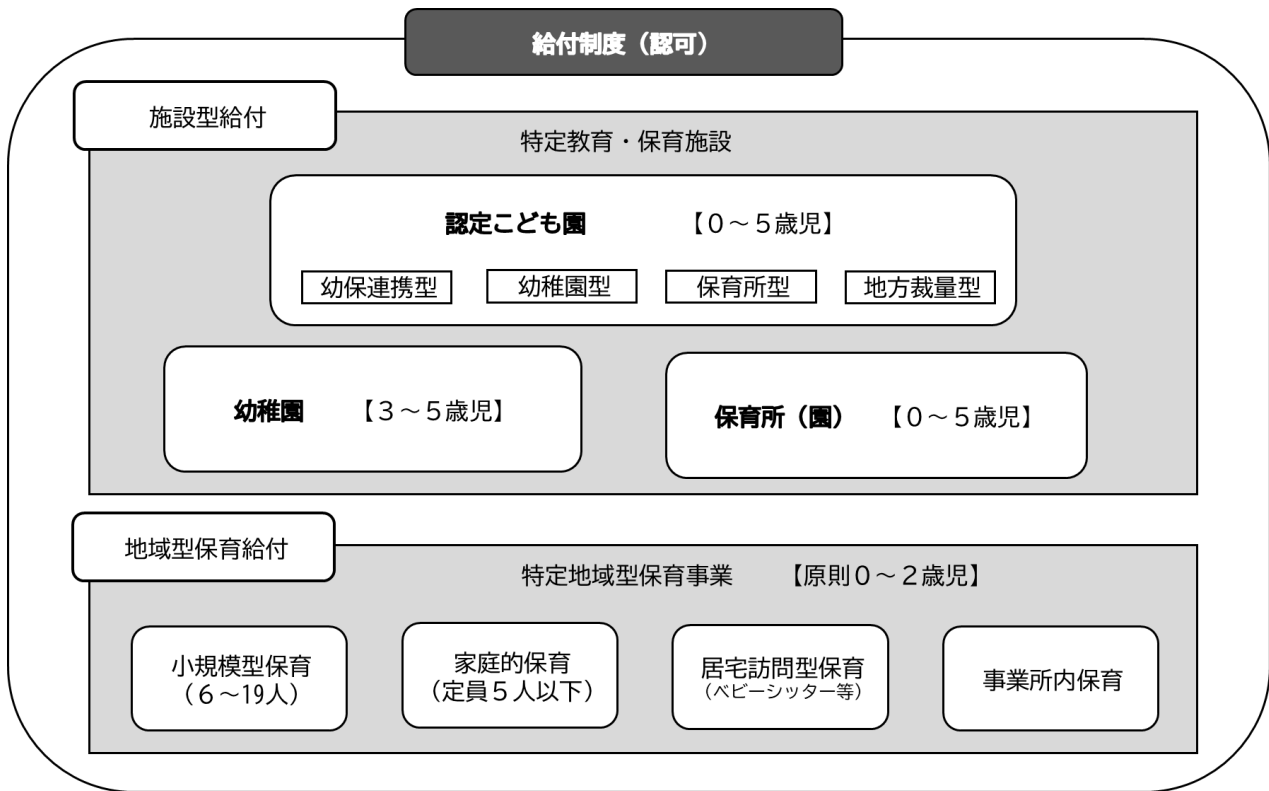 給付制度（認可）
施設型給付
特定教育・保育施設
認定こども園　【０～５歳児】
幼保連携型　幼稚園型　保育所型　地方裁量型
幼稚園　【３～５歳児】
保育所（園）　【０～５歳児】
地域型保育給付
特定地域型保育事業　【原則０～２歳児】
小規模型保育
（６～19人）
家庭的保育
（定員５人以下）
居宅訪問型保育
（ベビーシッター等）
事業所内保育